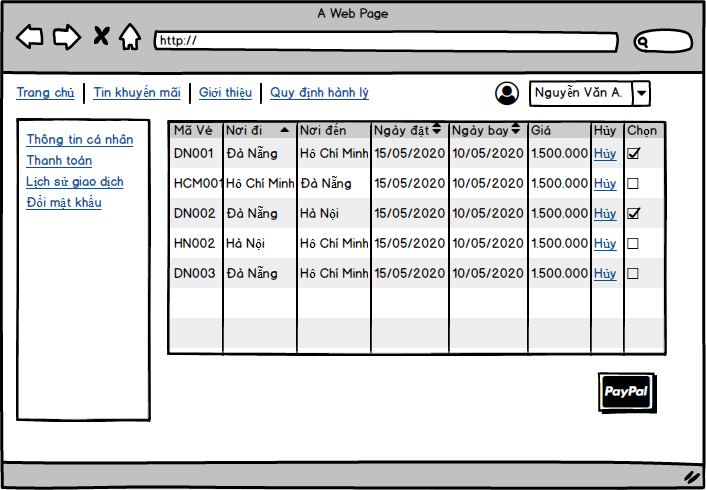 A Web Page
http://
Trang chủ Tin khuyến mãi Giới thiệu Quy định hành lý Nguyễn Văn A.
Thông tin cá nhân
Thanh toán
Lịch sử giao dịch
Đổi mật khẩu
Mã Vé Nơi đi Nơi đến Ngày đặt Ngày bay Giá Hủy Chọn
DN001 Đà Nẵng Hồ Chí Minh 15/05/2020 10/05/2020 1.500.000 Hủy
HCM001 Hồ Chí Minh Đà Nẵng 15/05/2020 10/05/2020 1.500.000 Hủy
DN002 Đà Nẵng Hà Nội 15/05/2020 10/05/2020 1.500.000 Hủy
HN002 Hà Nội Hồ Chí Minh 15/05/2020 10/05/2020 1.500.000 Hủy
DN003 Đà Nẵng Hồ Chí Minh 15/05/2020 10/05/2020 1.500.000 Hủy
PayPal